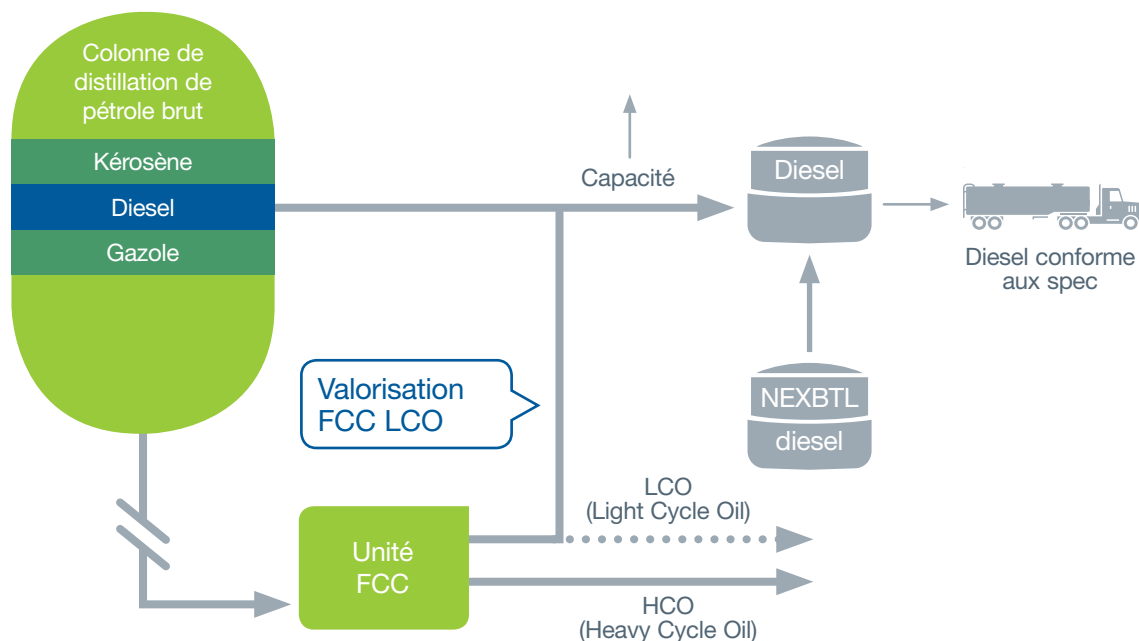 Colonne de
distillation de
pétrole brut
Kérosène
Diesel
Gazole
Capacité
Diesel
Diesel conforme
aux spec
Valorisation
FCC LCO
NEXBTL
diesel
LCO
(Light Cycle Oil)
Unité
FCC
HCO
(Heavy Cycle Oil)